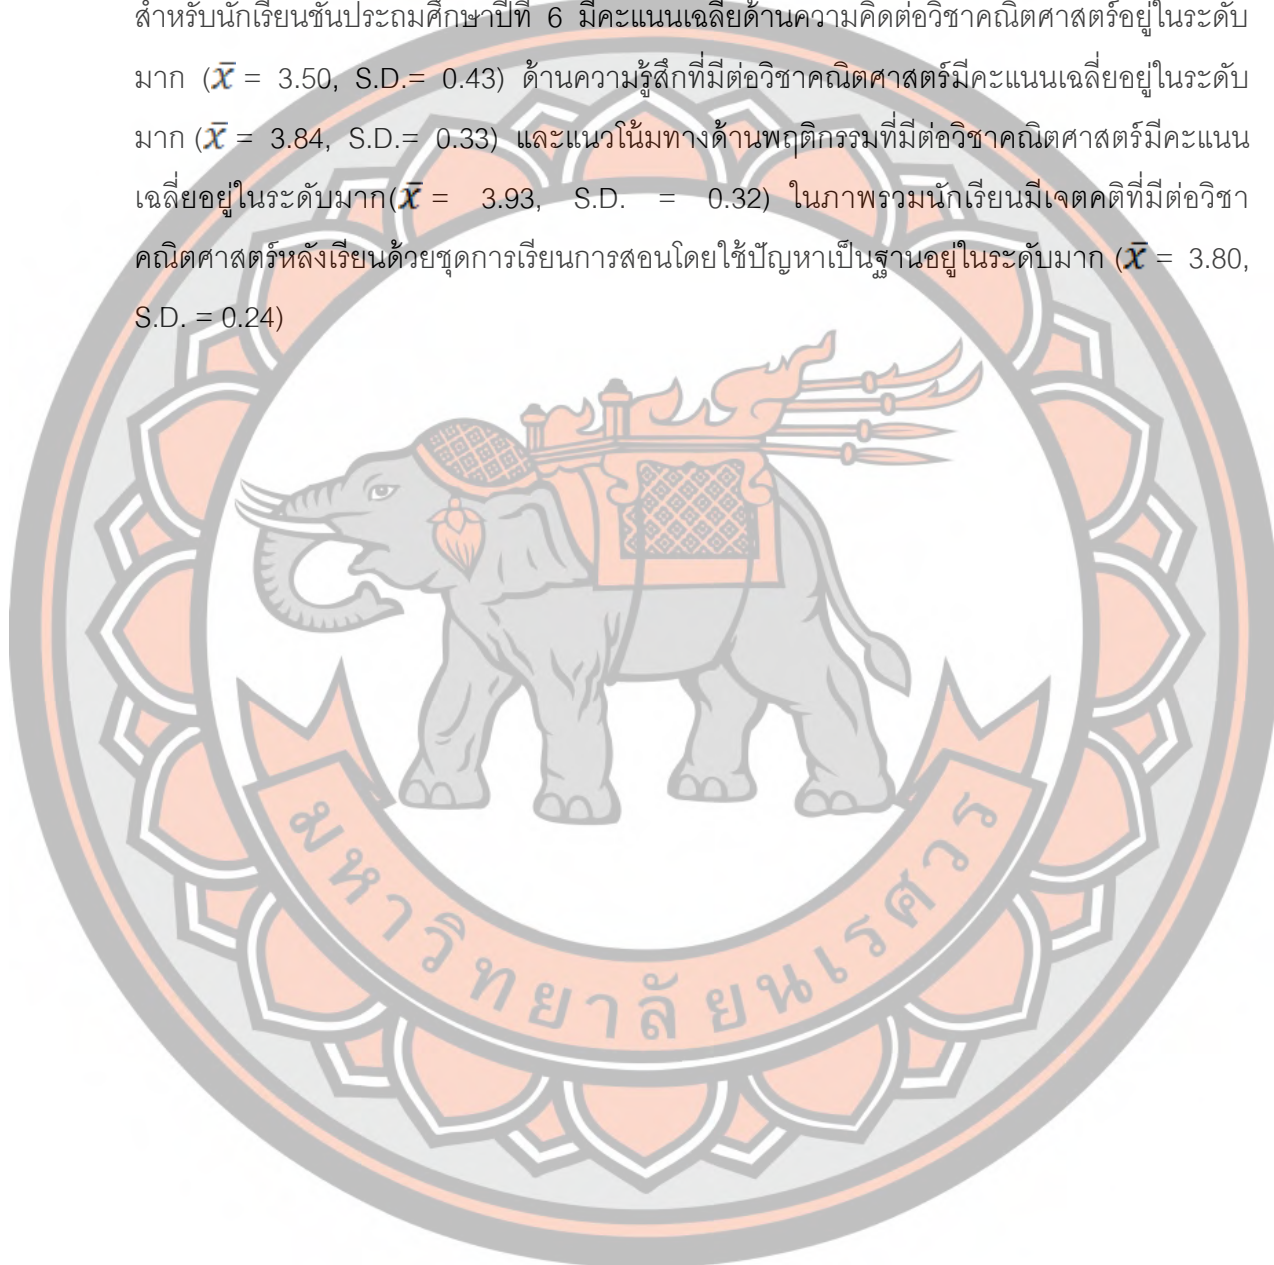 สำหรับนักเรียนชั้นประถมศึกษาปีที่ 6 มีคะแนนเฉลี่ยด้านความคิดต่อวิชาคณิตศาสตร์อยู่ในระดับ
มาก (x̄ = 3.50, S.D.= 0.43) ด้านความรู้สึกที่มีต่อวิชาคณิตศาสตร์มีคะแนนเฉลี่ยอยู่ในระดับ
มาก (x̄ = 3.84, S.D.= 0.33) และแนวโน้มทางด้านพฤติกรรมที่มีต่อวิชาคณิตศาสตร์มีคะแนน
เฉลี่ยอยู่ในระดับมาก(x̄ = 3.93, S.D. = 0.32) ในภาพรวมนักเรียนมีเจตคติที่มีต่อวิชา
คณิตศาสตร์หลังเรียนด้วยชุดการเรียนการสอนโดยใช้ปัญหาเป็นฐานอยู่ในระดับมาก (x̄ = 3.80,
S.D. = 0.24)
มหาวิทยาลัยนเรศวร